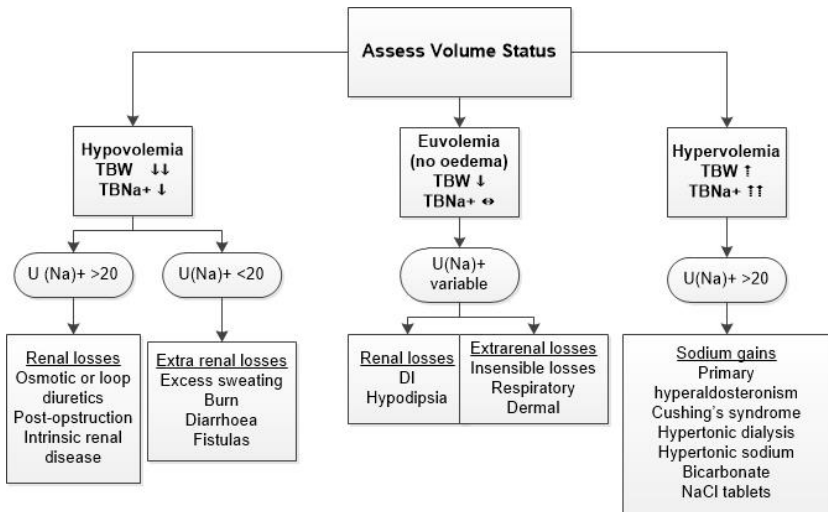 Assess Volume Status
Hypovolemia
TBW ↓↓
TBNa+ ↓
Euvolemia
(no oedema)
TBW ↓
TBNa+ ↔
Hypervolemia
TBW ↑
TBNa+ ↑↑
U (Na)+ >20
U(Na)+ <20
U(Na)+
variable
U(Na)+ >20
Renal losses
Osmotic or loop
diuretics
Post-opstruction
Intrinsic renal
disease
Extra renal losses
Excess sweating
Burn
Diarrhoea
Fistulas
Renal losses
DI
Hypodipsia
Extrarenal losses
Insensible losses
Respiratory
Dermal
Sodium gains
Primary
hyperaldosteronism
Cushing's syndrome
Hypertonic dialysis
Hypertonic sodium
Bicarbonate
NaCl tablets